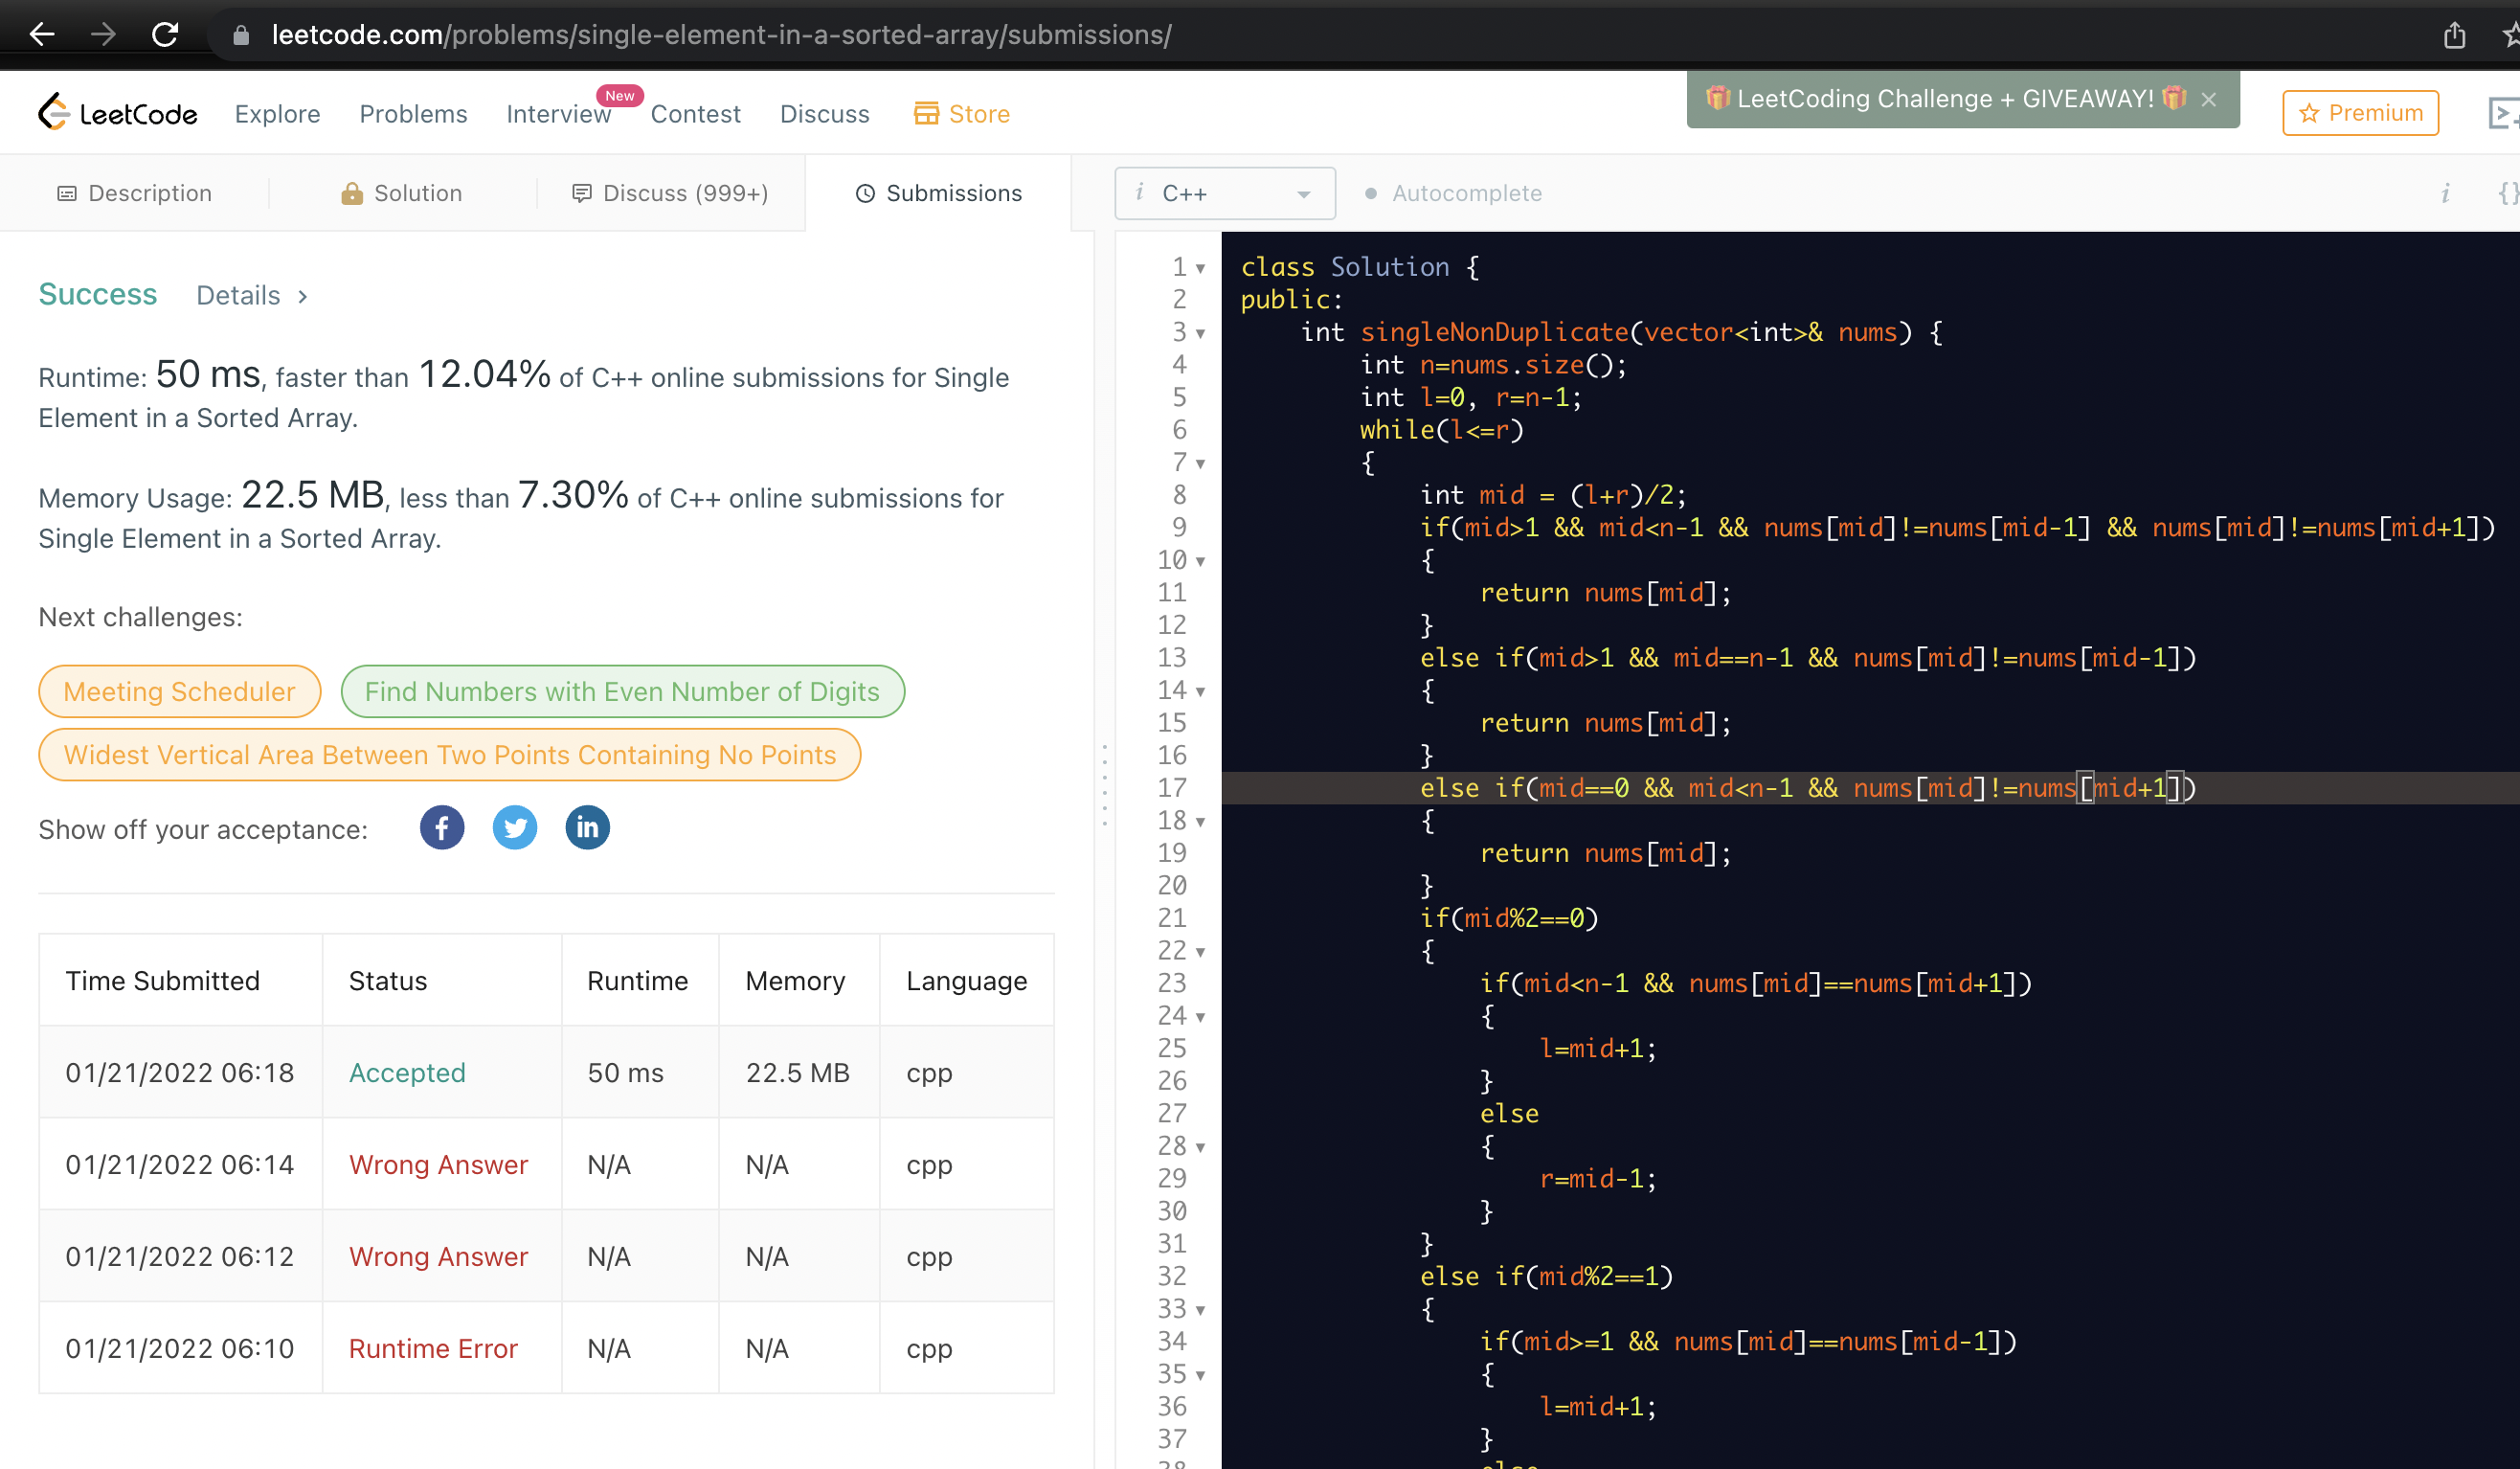 leetcode.com/problems/single-element-in-a-sorted-array/submissions/
LeetCode Explore Problems Interview New Contest Discuss Store
LeetCoding Challenge + GIVEAWAY! ×
Premium
Description Solution Discuss (999+) Submissions
i C++ Autocomplete i {}
Success Details >
Runtime: 50 ms, faster than 12.04% of C++ online submissions for Single
Element in a Sorted Array.
Memory Usage: 22.5 MB, less than 7.30% of C++ online submissions for
Single Element in a Sorted Array.
Next challenges:
Meeting Scheduler Find Numbers with Even Number of Digits
Widest Vertical Area Between Two Points Containing No Points
Show off your acceptance: f in
Time Submitted Status Runtime Memory Language
01/21/2022 06:18 Accepted 50 ms 22.5 MB cpp
01/21/2022 06:14 Wrong Answer N/A N/A cpp
01/21/2022 06:12 Wrong Answer N/A N/A cpp
01/21/2022 06:10 Runtime Error N/A N/A cpp
1 class Solution {
2 public:
3 int singleNonDuplicate(vector<int>& nums) {
4 int n=nums.size();
5 int l=0, r=n-1;
6 while(l<=r)
7 {
8 int mid = (l+r)/2;
9 if(mid>1 && mid<n-1 && nums[mid]!=nums[mid-1] && nums[mid]!=nums[mid+1])
10 {
11 return nums[mid];
12 }
13 else if(mid>1 && mid==n-1 && nums[mid]!=nums[mid-1])
14 {
15 return nums[mid];
16 }
17 else if(mid==0 && mid<n-1 && nums[mid]!=nums[mid+1])
18 {
19 return nums[mid];
20 }
21 if(mid%2==0)
22 {
23 if(mid<n-1 && nums[mid]==nums[mid+1])
24 {
25 l=mid+1;
26 }
27 else
28 {
29 r=mid-1;
30 }
31 }
32 else if(mid%2==1)
33 {
34 if(mid>=1 && nums[mid]==nums[mid-1])
35 {
36 l=mid+1;
37 }
38 else